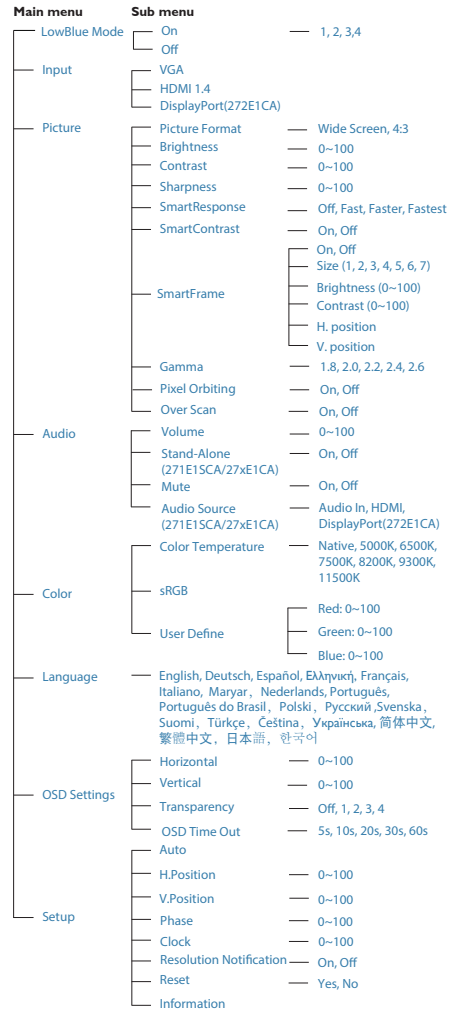 Main menu Sub menu
LowBlue Mode On 1, 2, 3,4
Off
Input VGA
HDMI 1.4
DisplayPort(272E1CA)
Picture Picture Format Wide Screen, 4:3
Brightness 0~100
Contrast 0~100
Sharpness 0~100
SmartResponse Off, Fast, Faster, Fastest
SmartContrast On, Off
SmartFrame On, Off
Size (1, 2, 3, 4, 5, 6, 7)
Brightness (0~100)
Contrast (0~100)
H. position
V. position
Gamma 1.8, 2.0, 2.2, 2.4, 2.6
Pixel Orbiting On, Off
Over Scan On, Off
Audio Volume 0~100
Stand-Alone On, Off
(271E1SCA/27xE1CA)
Mute On, Off
Audio Source Audio In, HDMI,
(271E1SCA/27xE1CA) DisplayPort(272E1CA)
Color Color Temperature Native, 5000K, 6500K,
7500K, 8200K, 9300K,
11500K
sRGB
User Define Red: 0~100
Green: 0~100
Blue: 0~100
Language English, Deutsch, Español, Ελληνική, Français,
Italiano, Maryar, Nederlands, Português,
Português do Brasil, Polski, Русский ,Svenska,
Suomi, Türkçe, Čeština, Українська, 简体中文,
繁體中文, 日本語, 한국어
OSD Settings Horizontal 0~100
Vertical 0~100
Transparency Off, 1, 2, 3, 4
OSD Time Out 5s, 10s, 20s, 30s, 60s
Setup Auto
H.Position 0~100
V.Position 0~100
Phase 0~100
Clock 0~100
Resolution Notification On, Off
Reset Yes, No
Information